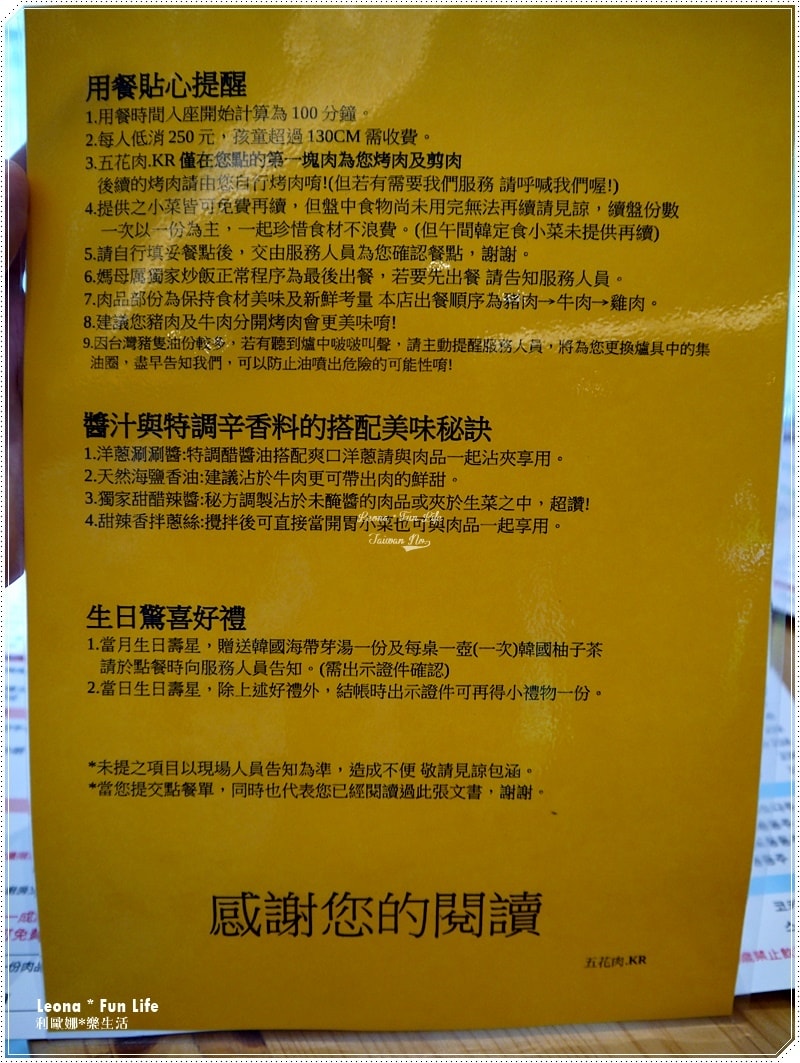 用餐貼心提醒
1.用餐時間入座開始計算為 100 分鐘。
2.每人低消 250 元，孩童超過 130CM 需收費。
3.五花肉.KR 僅在您點的第一塊肉為您烤肉及剪肉
後續的烤肉請由您自行烤肉唷!(但若有需要我們服務 請呼喊我們喔!)
4.提供之小菜皆可免費再續，但盤中食物尚未用完無法再續請見諒，續盤份數
一次以一份為主，一起珍惜食材不浪費。(但午間韓定食小菜未提供再續)
5.請自行填妥餐點後，交由服務人員為您確認餐點，謝謝。
6.媽母厲獨家炒飯正常程序為最後出餐，若要先出餐 請告知服務人員。
7.肉品部份為保持食材美味及新鮮考量 本店出餐順序為豬肉→牛肉→雞肉。
8.建議您豬肉及牛肉分開烤肉會更美味唷!
9.因台灣豬隻油份較多，若有聽到爐中啵啵叫聲，請主動提醒服務人員，將為您更換爐具中的集
油圈，盡早告知我們，可以防止油噴出危險的可能性唷!
醬汁與特調辛香料的搭配美味秘訣
1.洋蔥涮涮醬:特調醋醬油搭配爽口洋蔥請與肉品一起沾夾享用。
2.天然海鹽香油:建議沾於牛肉更可帶出肉的鮮甜。
3.獨家甜醋辣醬:秘方調製沾於未醃醬的肉品或夾於生菜之中，超讚!
4.甜辣香拌蔥絲:攪拌後可直接當開胃小菜也可與肉品一起享用。
Leona * Fun Life
Taiwan No.
生日驚喜好禮
1.當月生日壽星，贈送韓國海帶芽湯一份及每桌一壺(一次)韓國柚子茶
請於點餐時向服務人員告知。(需出示證件確認)
2.當日生日壽星，除上述好禮外，結帳時出示證件可再得小禮物一份。
*未提之項目以現場人員告知為準，造成不便 敬請見諒包涵。
*當您提交點餐單，同時也代表您已經閱讀過此張文書，謝謝。
感謝您的閱讀
五花肉.KR
Leona * Fun Life
利歐娜*樂生活